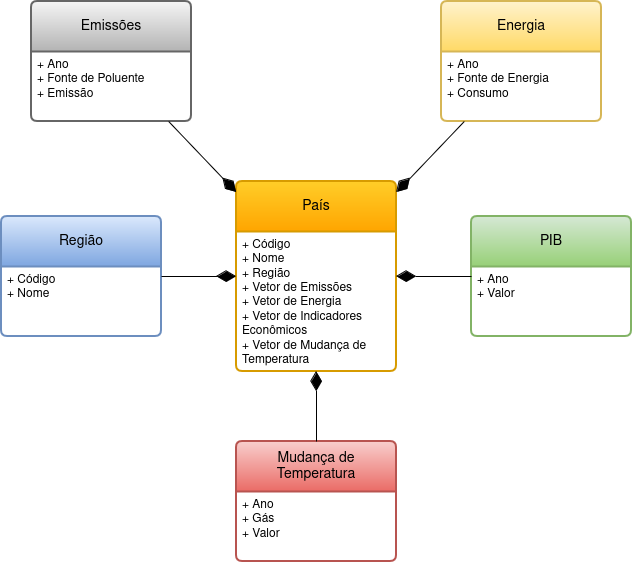 Emissões
+ Ano
+ Fonte de Poluente
+ Emissão
Energia
+ Ano
+ Fonte de Energia
+ Consumo
País
+ Código
+ Nome
+ Região
+ Vetor de Emissões
+ Vetor de Energia
+ Vetor de Indicadores
Econômicos
+ Vetor de Mudança de
Temperatura
Região
+ Código
+ Nome
PIB
+ Ano
+ Valor
Mudança de
Temperatura
+ Ano
+ Gás
+ Valor